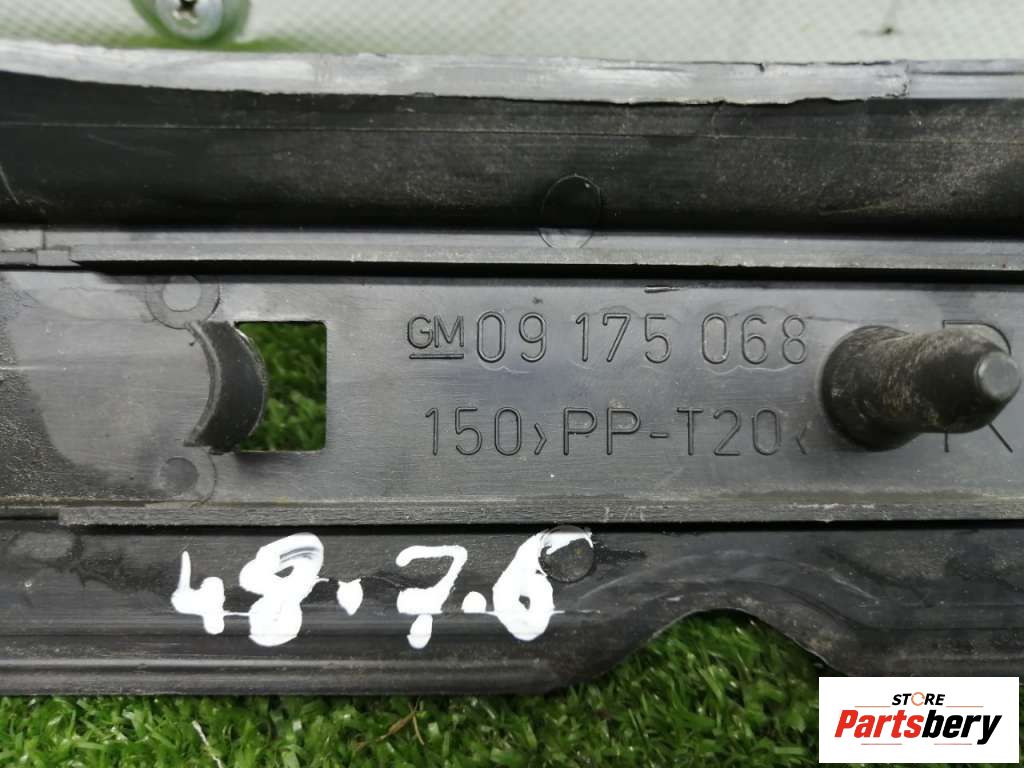 GM 09 175 068 R
150 >PP-T20<
48.7.6
STORE
Partsbery